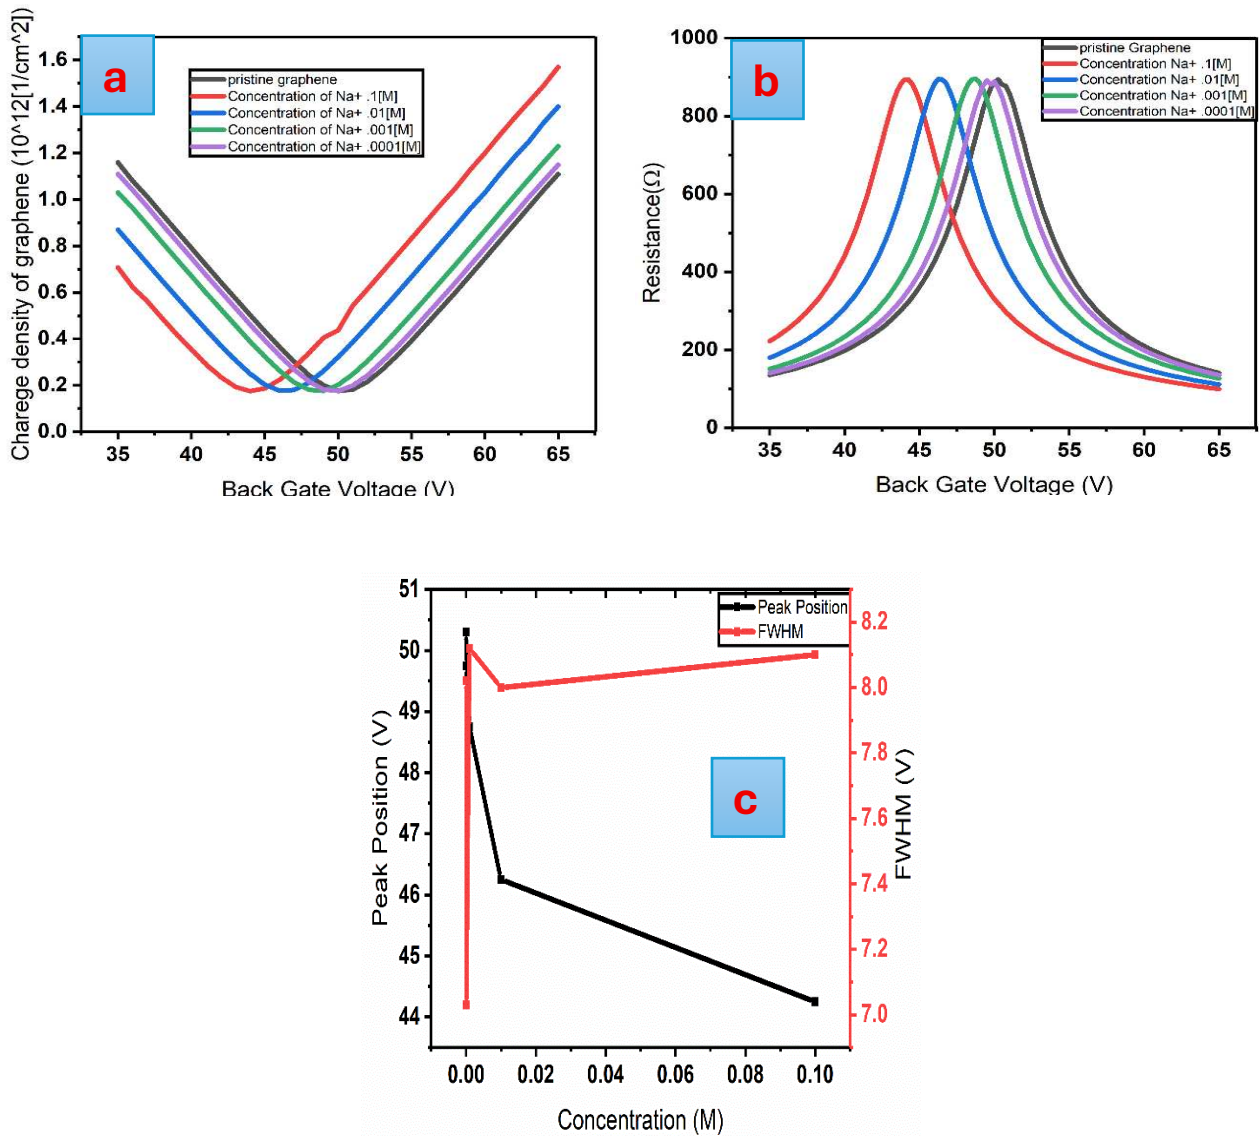 a
Charege density of graphene (10^12[1/cm^2])
1.6
1.4
1.2
1.0
0.8
0.6
0.4
0.2
0.0
pristine graphene
Concentration of Na+ .1[M]
Concentration of Na+ .01[M]
Concentration of Na+ .001[M]
Concentration of Na+ .0001[M]
35 40 45 50 55 60 65
Back Gate Voltage (V)
b
Resistance(Ω)
1000
800
600
400
200
0
pristine Graphene
Concentration Na+ .1[M]
Concentration Na+ .01[M]
Concentration Na+ .001[M]
Concentration Na+ .0001[M]
35 40 45 50 55 60 65
Back Gate Voltage (V)
c
Peak Position (V)
51
50
49
48
47
46
45
44
Peak Position
FWHM
8.2
8.0
7.8
7.6
7.4
7.2
7.0
FWHM (V)
0.00 0.02 0.04 0.06 0.08 0.10
Concentration (M)